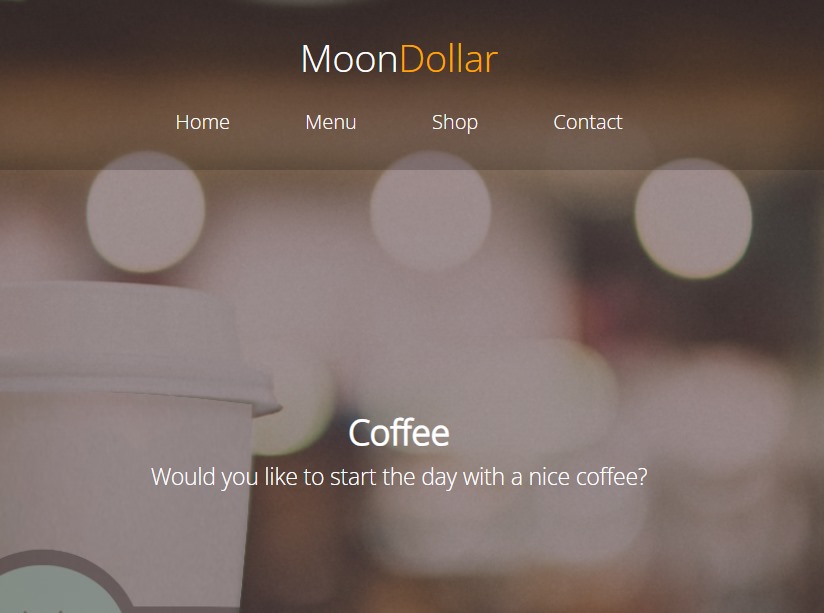 MoonDollar
Home Menu Shop Contact
Coffee
Would you like to start the day with a nice coffee?